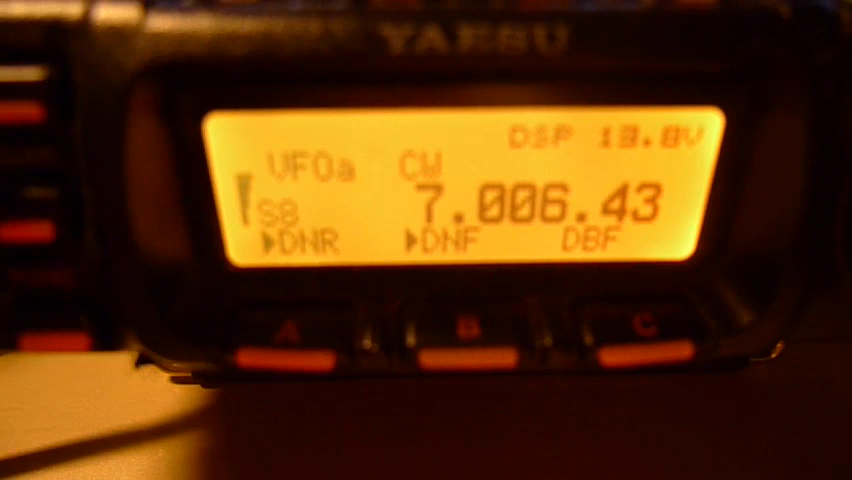 YAESU
DSP 13.8V
VFOa CW
7.006.43
S8
DNR DNF DBF
A B C